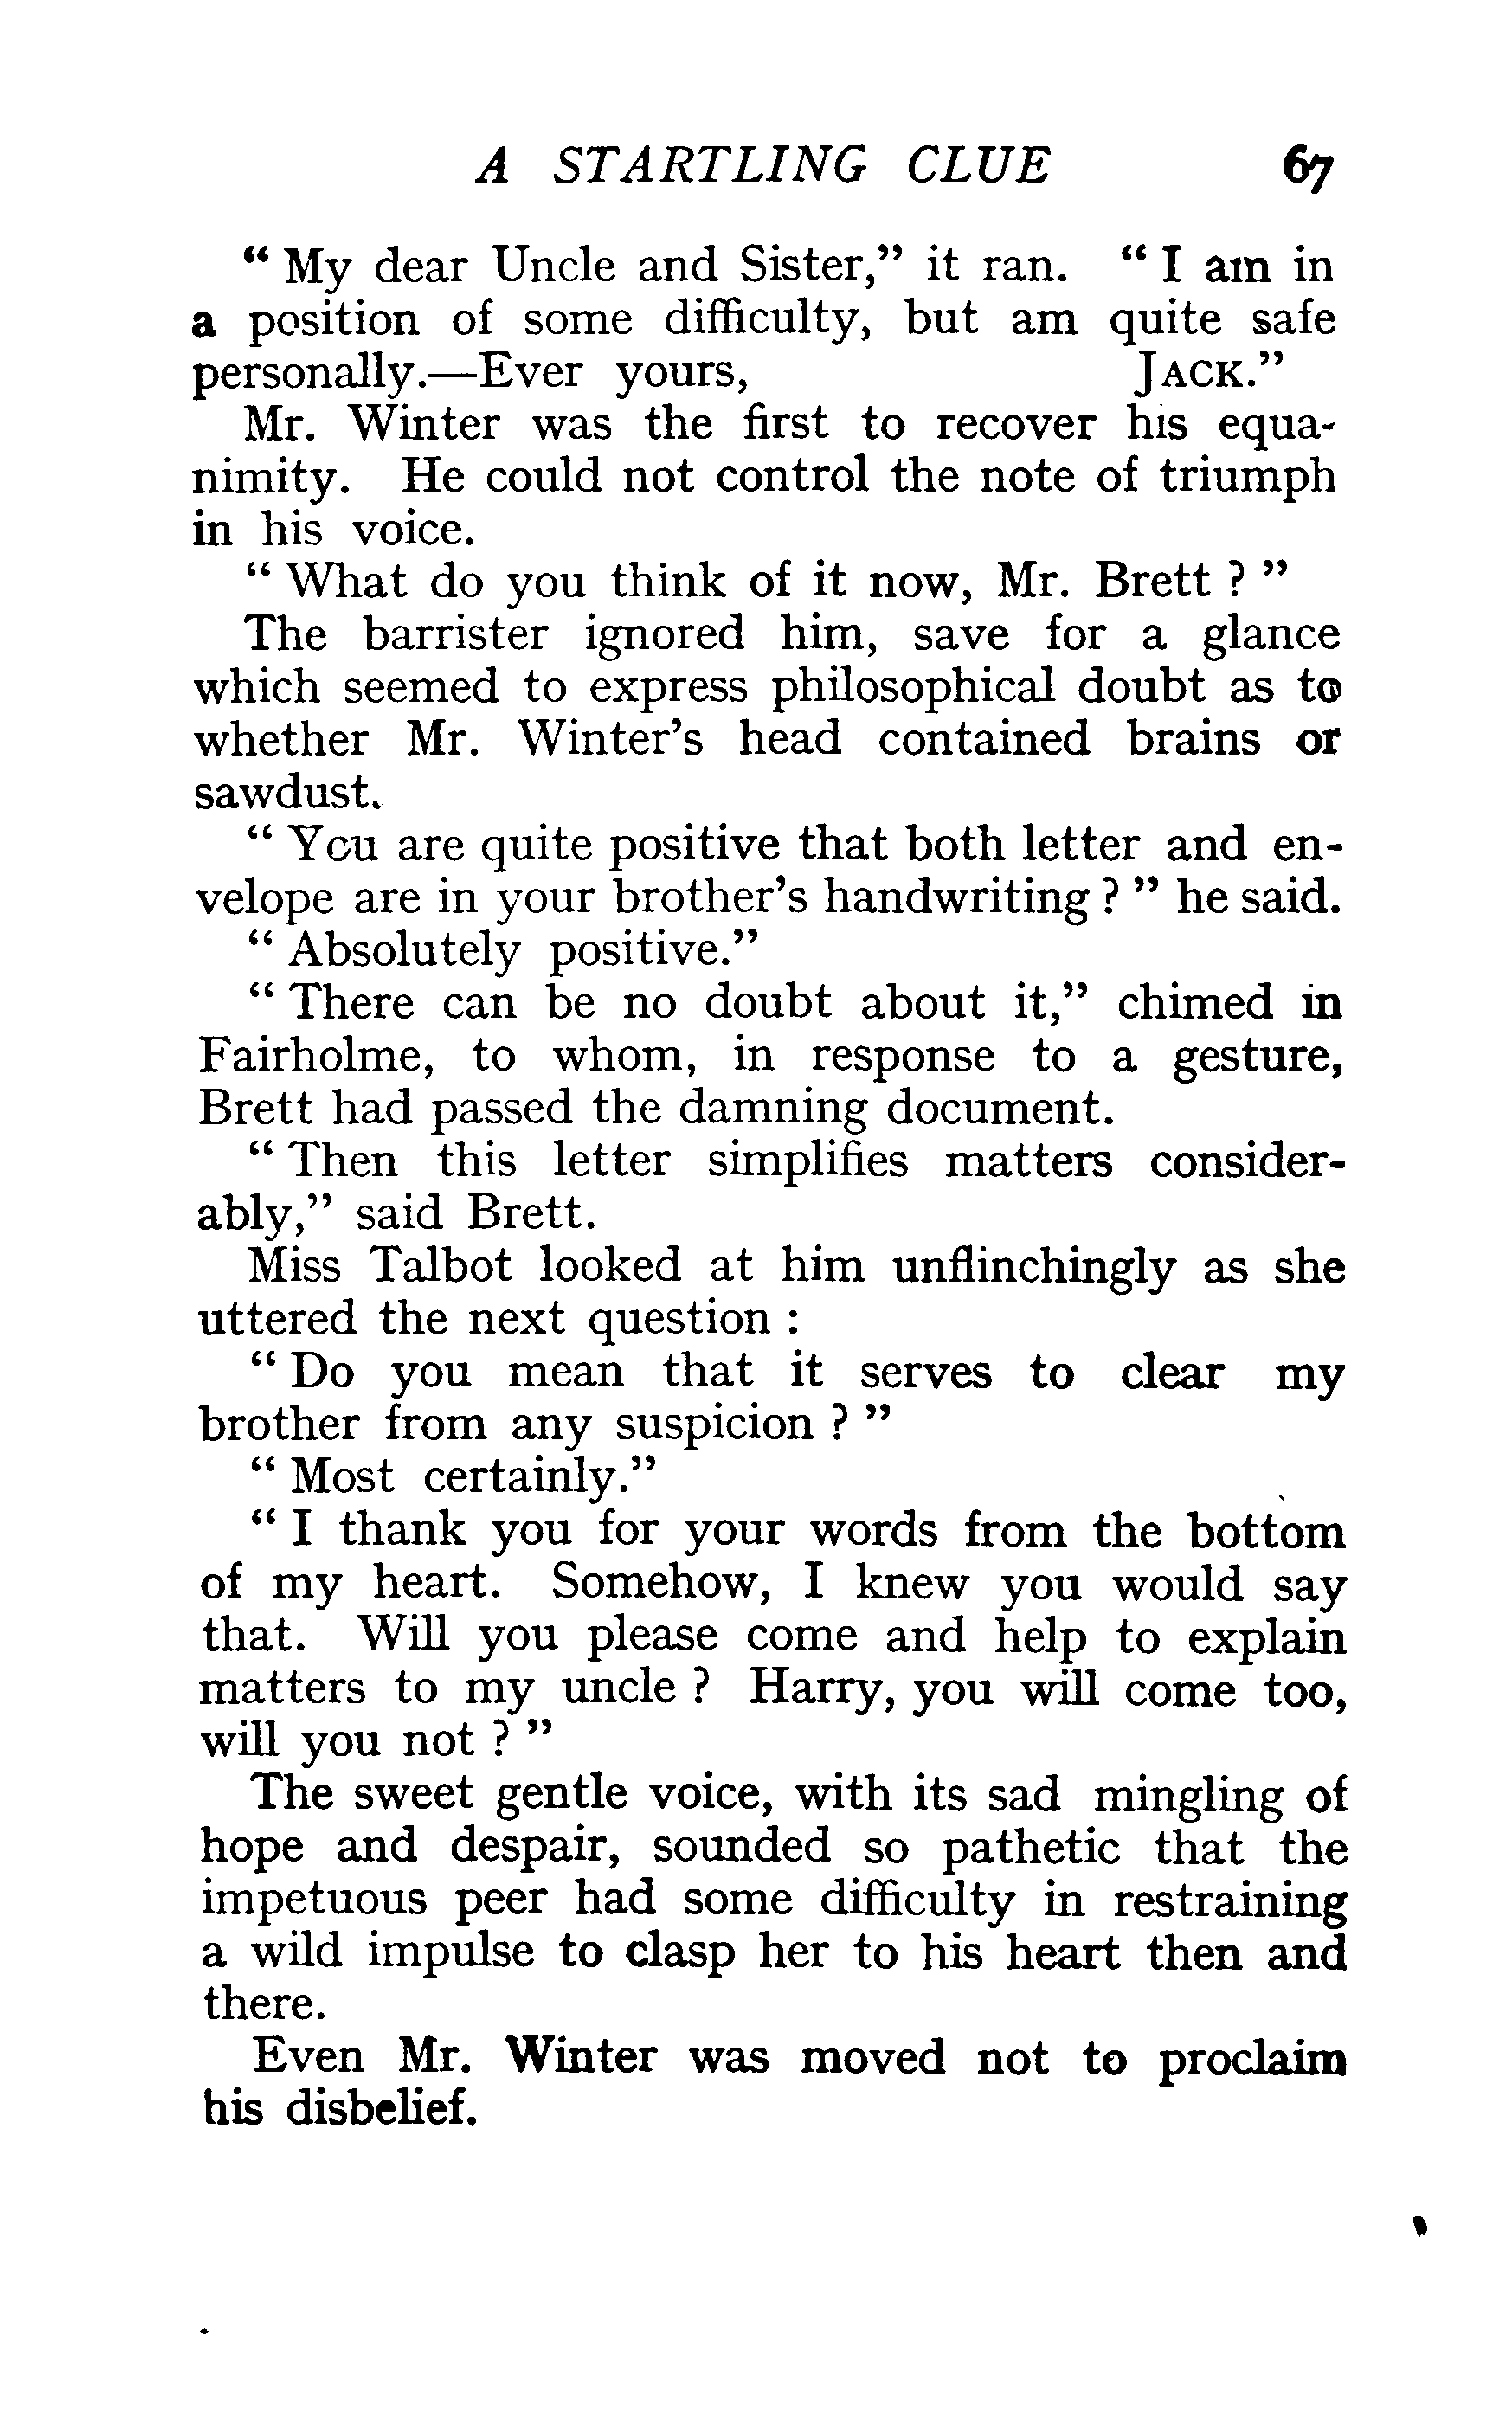 A STARTLING CLUE 67
“ My dear Uncle and Sister,” it ran. “ I am in
a position of some difficulty, but am quite safe
personally.—Ever yours, JACK.”
Mr. Winter was the first to recover his equa-
nimity. He could not control the note of triumph
in his voice.
“ What do you think of it now, Mr. Brett ? ”
The barrister ignored him, save for a glance
which seemed to express philosophical doubt as to
whether Mr. Winter’s head contained brains or
sawdust.
“ You are quite positive that both letter and en-
velope are in your brother’s handwriting ? ” he said.
“ Absolutely positive.”
“ There can be no doubt about it,” chimed in
Fairholme, to whom, in response to a gesture,
Brett had passed the damning document.
“ Then this letter simplifies matters consider-
ably,” said Brett.
Miss Talbot looked at him unflinchingly as she
uttered the next question :
“ Do you mean that it serves to clear my
brother from any suspicion ? ”
“ Most certainly.”
“ I thank you for your words from the bottom
of my heart. Somehow, I knew you would say
that. Will you please come and help to explain
matters to my uncle ? Harry, you will come too,
will you not ? ”
The sweet gentle voice, with its sad mingling of
hope and despair, sounded so pathetic that the
impetuous peer had some difficulty in restraining
a wild impulse to clasp her to his heart then and
there.
Even Mr. Winter was moved not to proclaim
his disbelief.